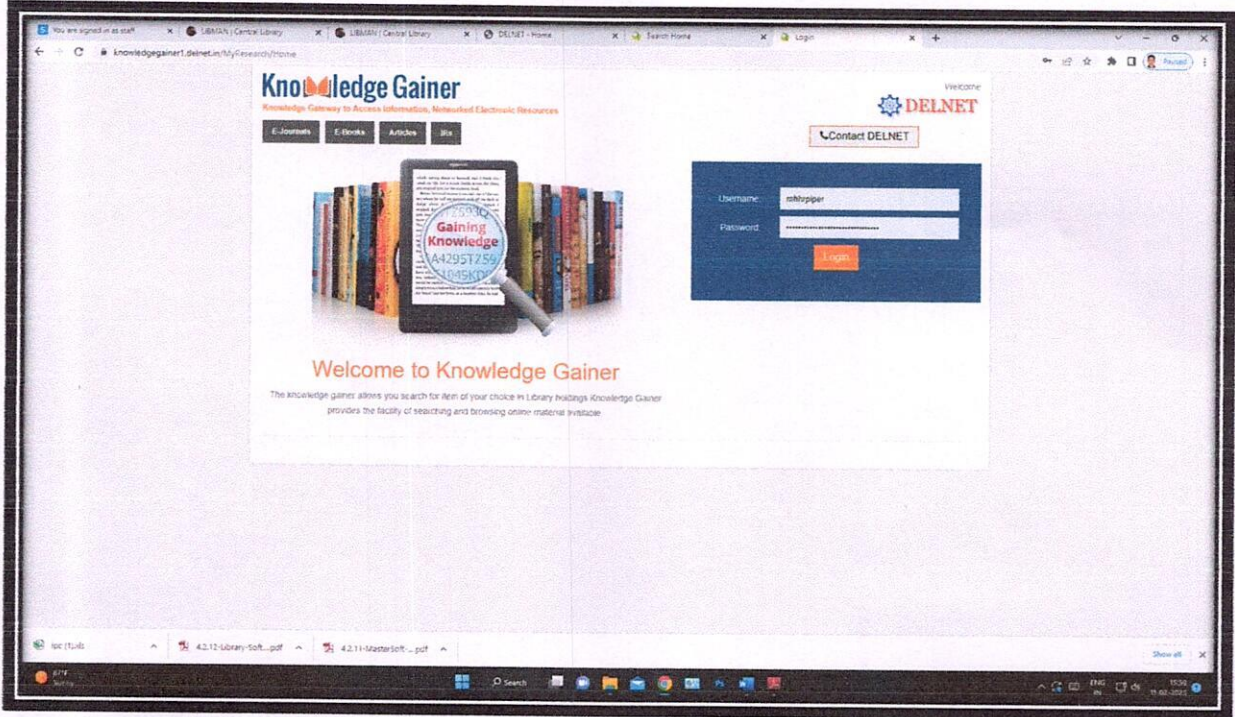 You are signed in as staff
LIBMAN | Central Library
LIBMAN | Central Library
DELNET - Home
Search Home
Login
knowledgegainer1.delnet.in/MyResearch/Home
Paused
Knowledge Gainer
Knowledge Gateway to Access Information, Networked Electronic Resources
Welcome
DELNET
E-Journals E-Books Articles
Contact DELNET
Gaining
Knowledge
Username:
Password:
Login
Welcome to Knowledge Gainer
The knowledge gainer allows you search for item of your choice in Library holdings Knowledge Gainer
provides the facility of searching and browsing online material available
4.2.12-Library-Soft....pdf
4.2.11-MasterSoft-....pdf
Show all
67°F
Search
ENG
IN